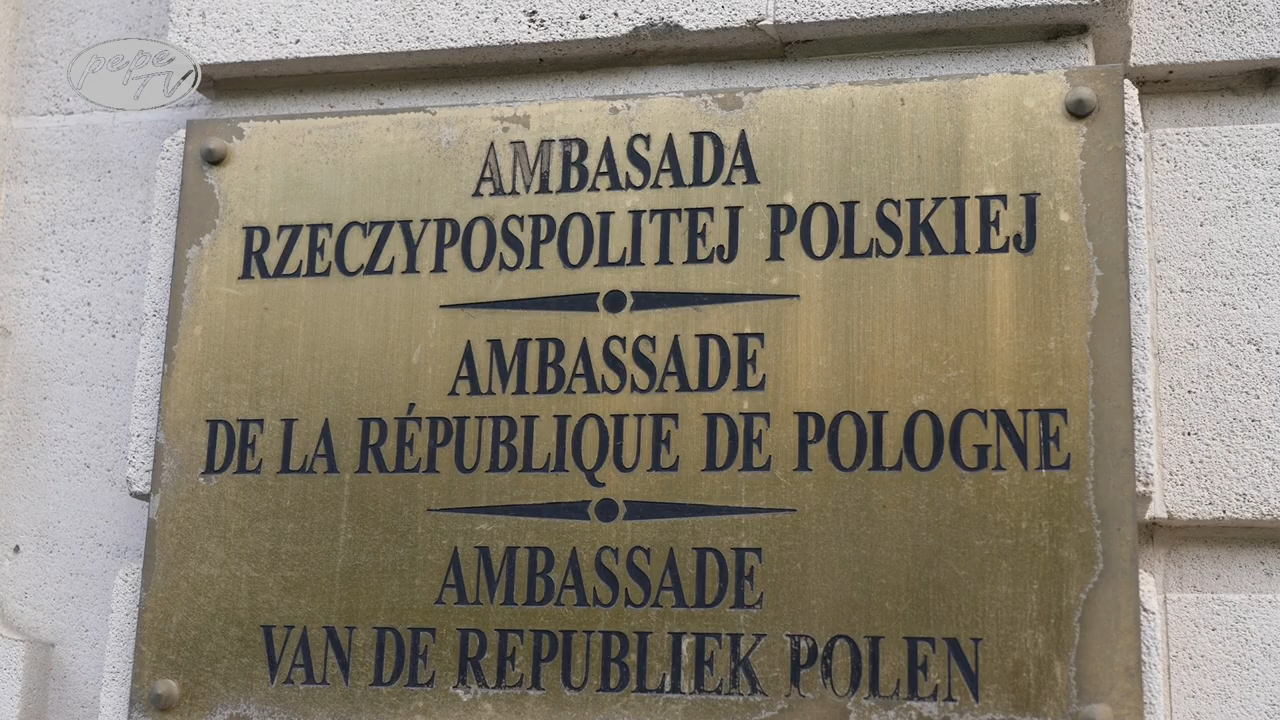 pepe TV
AMBASADA
RZECZYPOSPOLITEJ POLSKIEJ
AMBASSADE
DE LA RÉPUBLIQUE DE POLOGNE
AMBASSADE
VAN DE REPUBLIEK POLEN